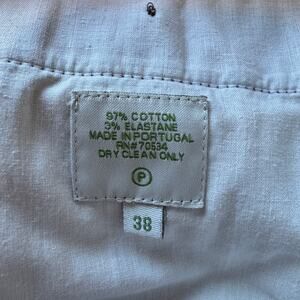 97% COTTON
3% ELASTANE
MADE IN PORTUGAL
RN# 70534
DRY CLEAN ONLY
P
38